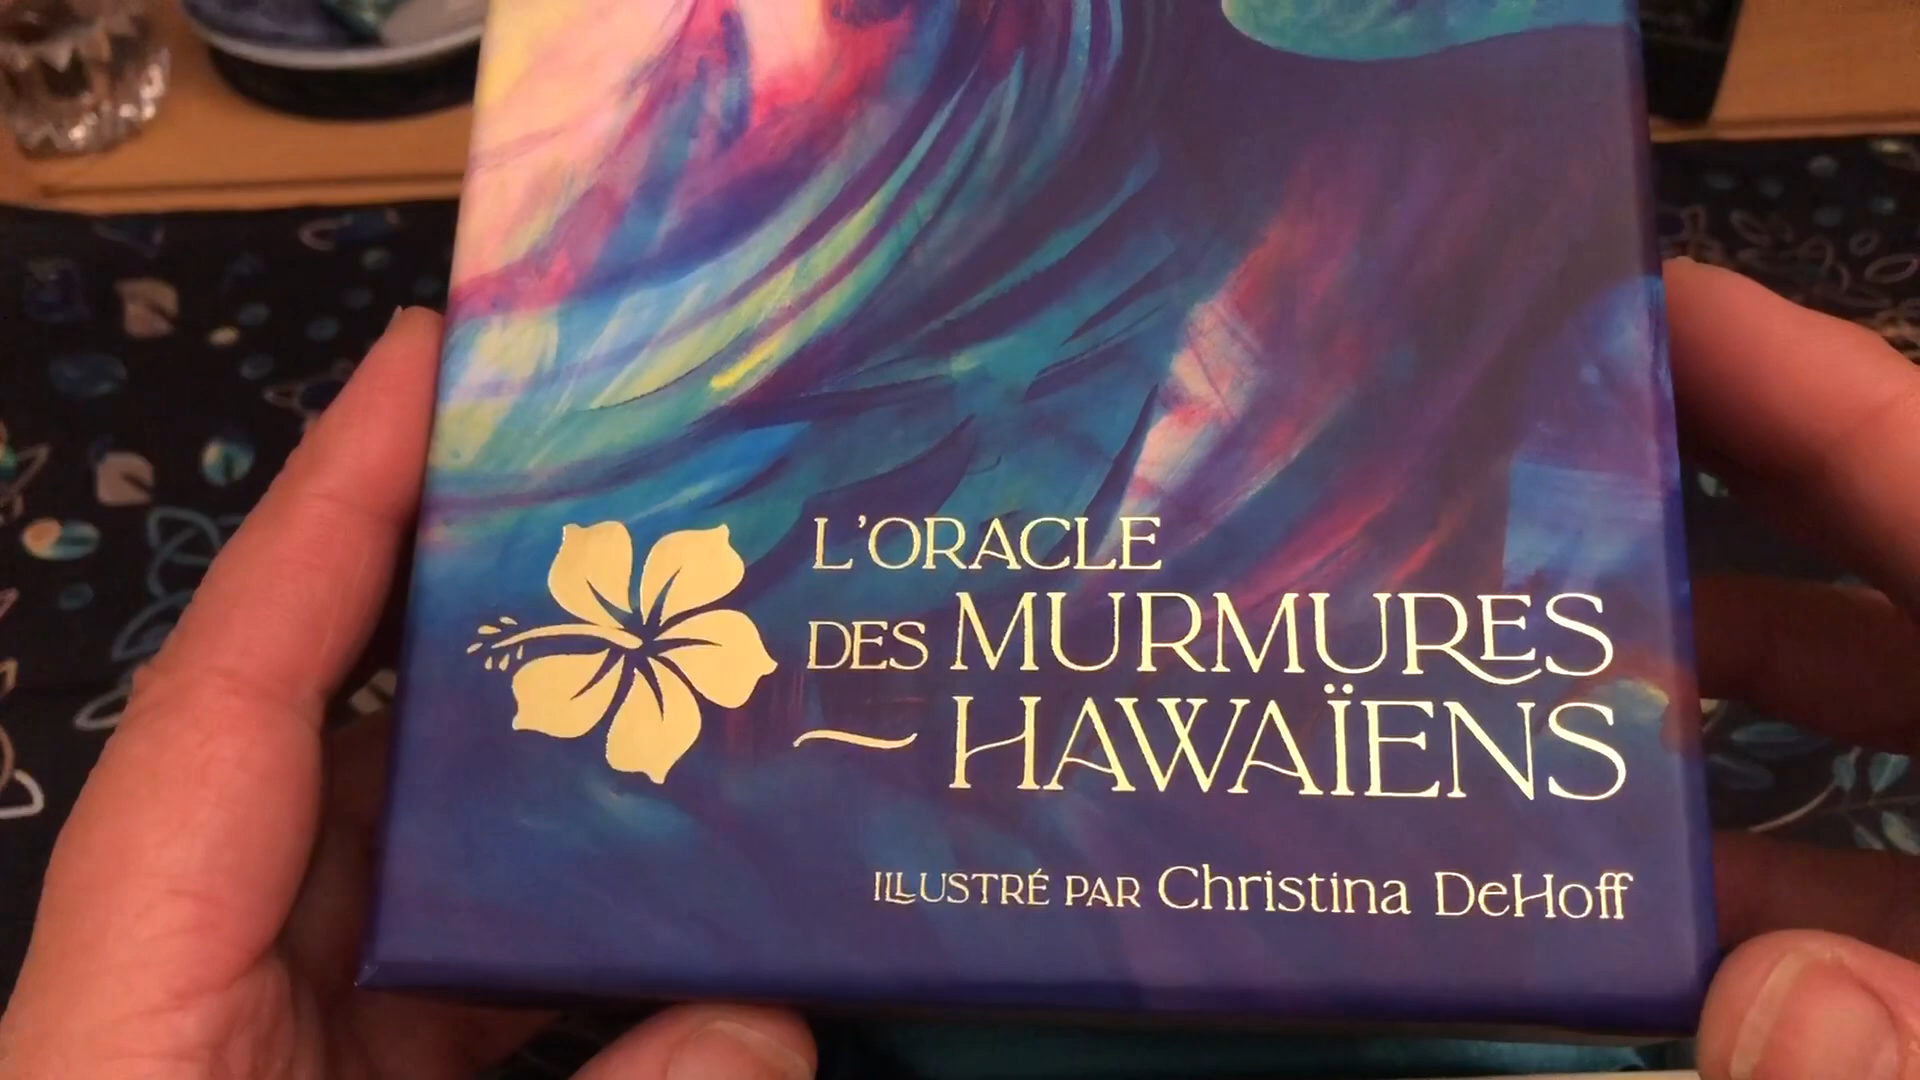 L'ORACLE
DES MURMURES
~ HAWAÏENS
ILLUSTRÉ PAR Christina DeHoff